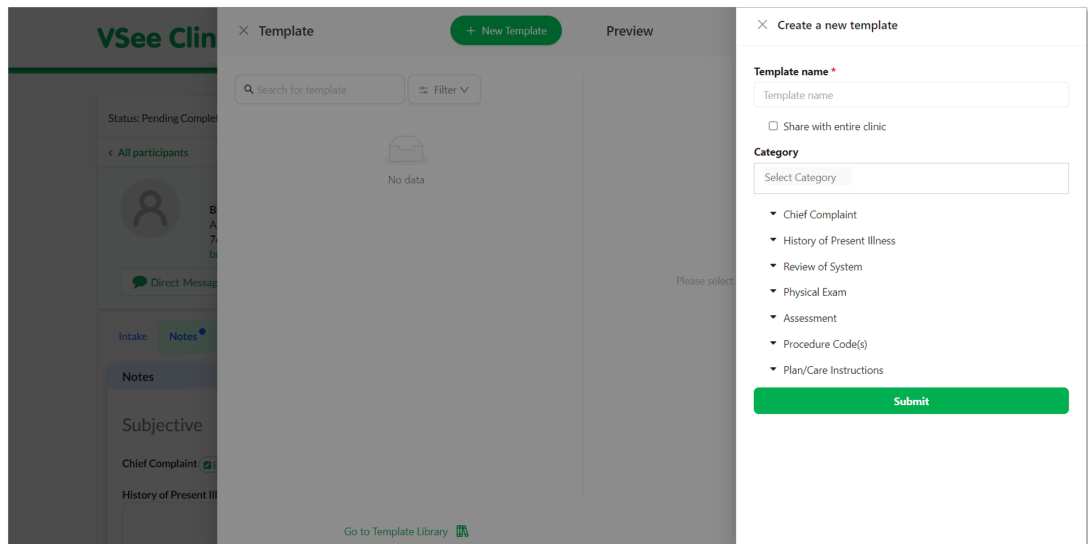 VSee Clin
Template
+ New Template
Preview
Create a new template
Search for template
Filter
Template name *
Template name
Share with entire clinic
Status: Pending Complet
< All participants
No data
Category
Select Category
Chief Complaint
History of Present Illness
Review of System
Physical Exam
Assessment
Procedure Code(s)
Plan/Care Instructions
Submit
B
A
7
b
Direct Messag
Please select
Intake
Notes
Notes
Subjective
Chief Complaint
History of Present Ill
Go to Template Library